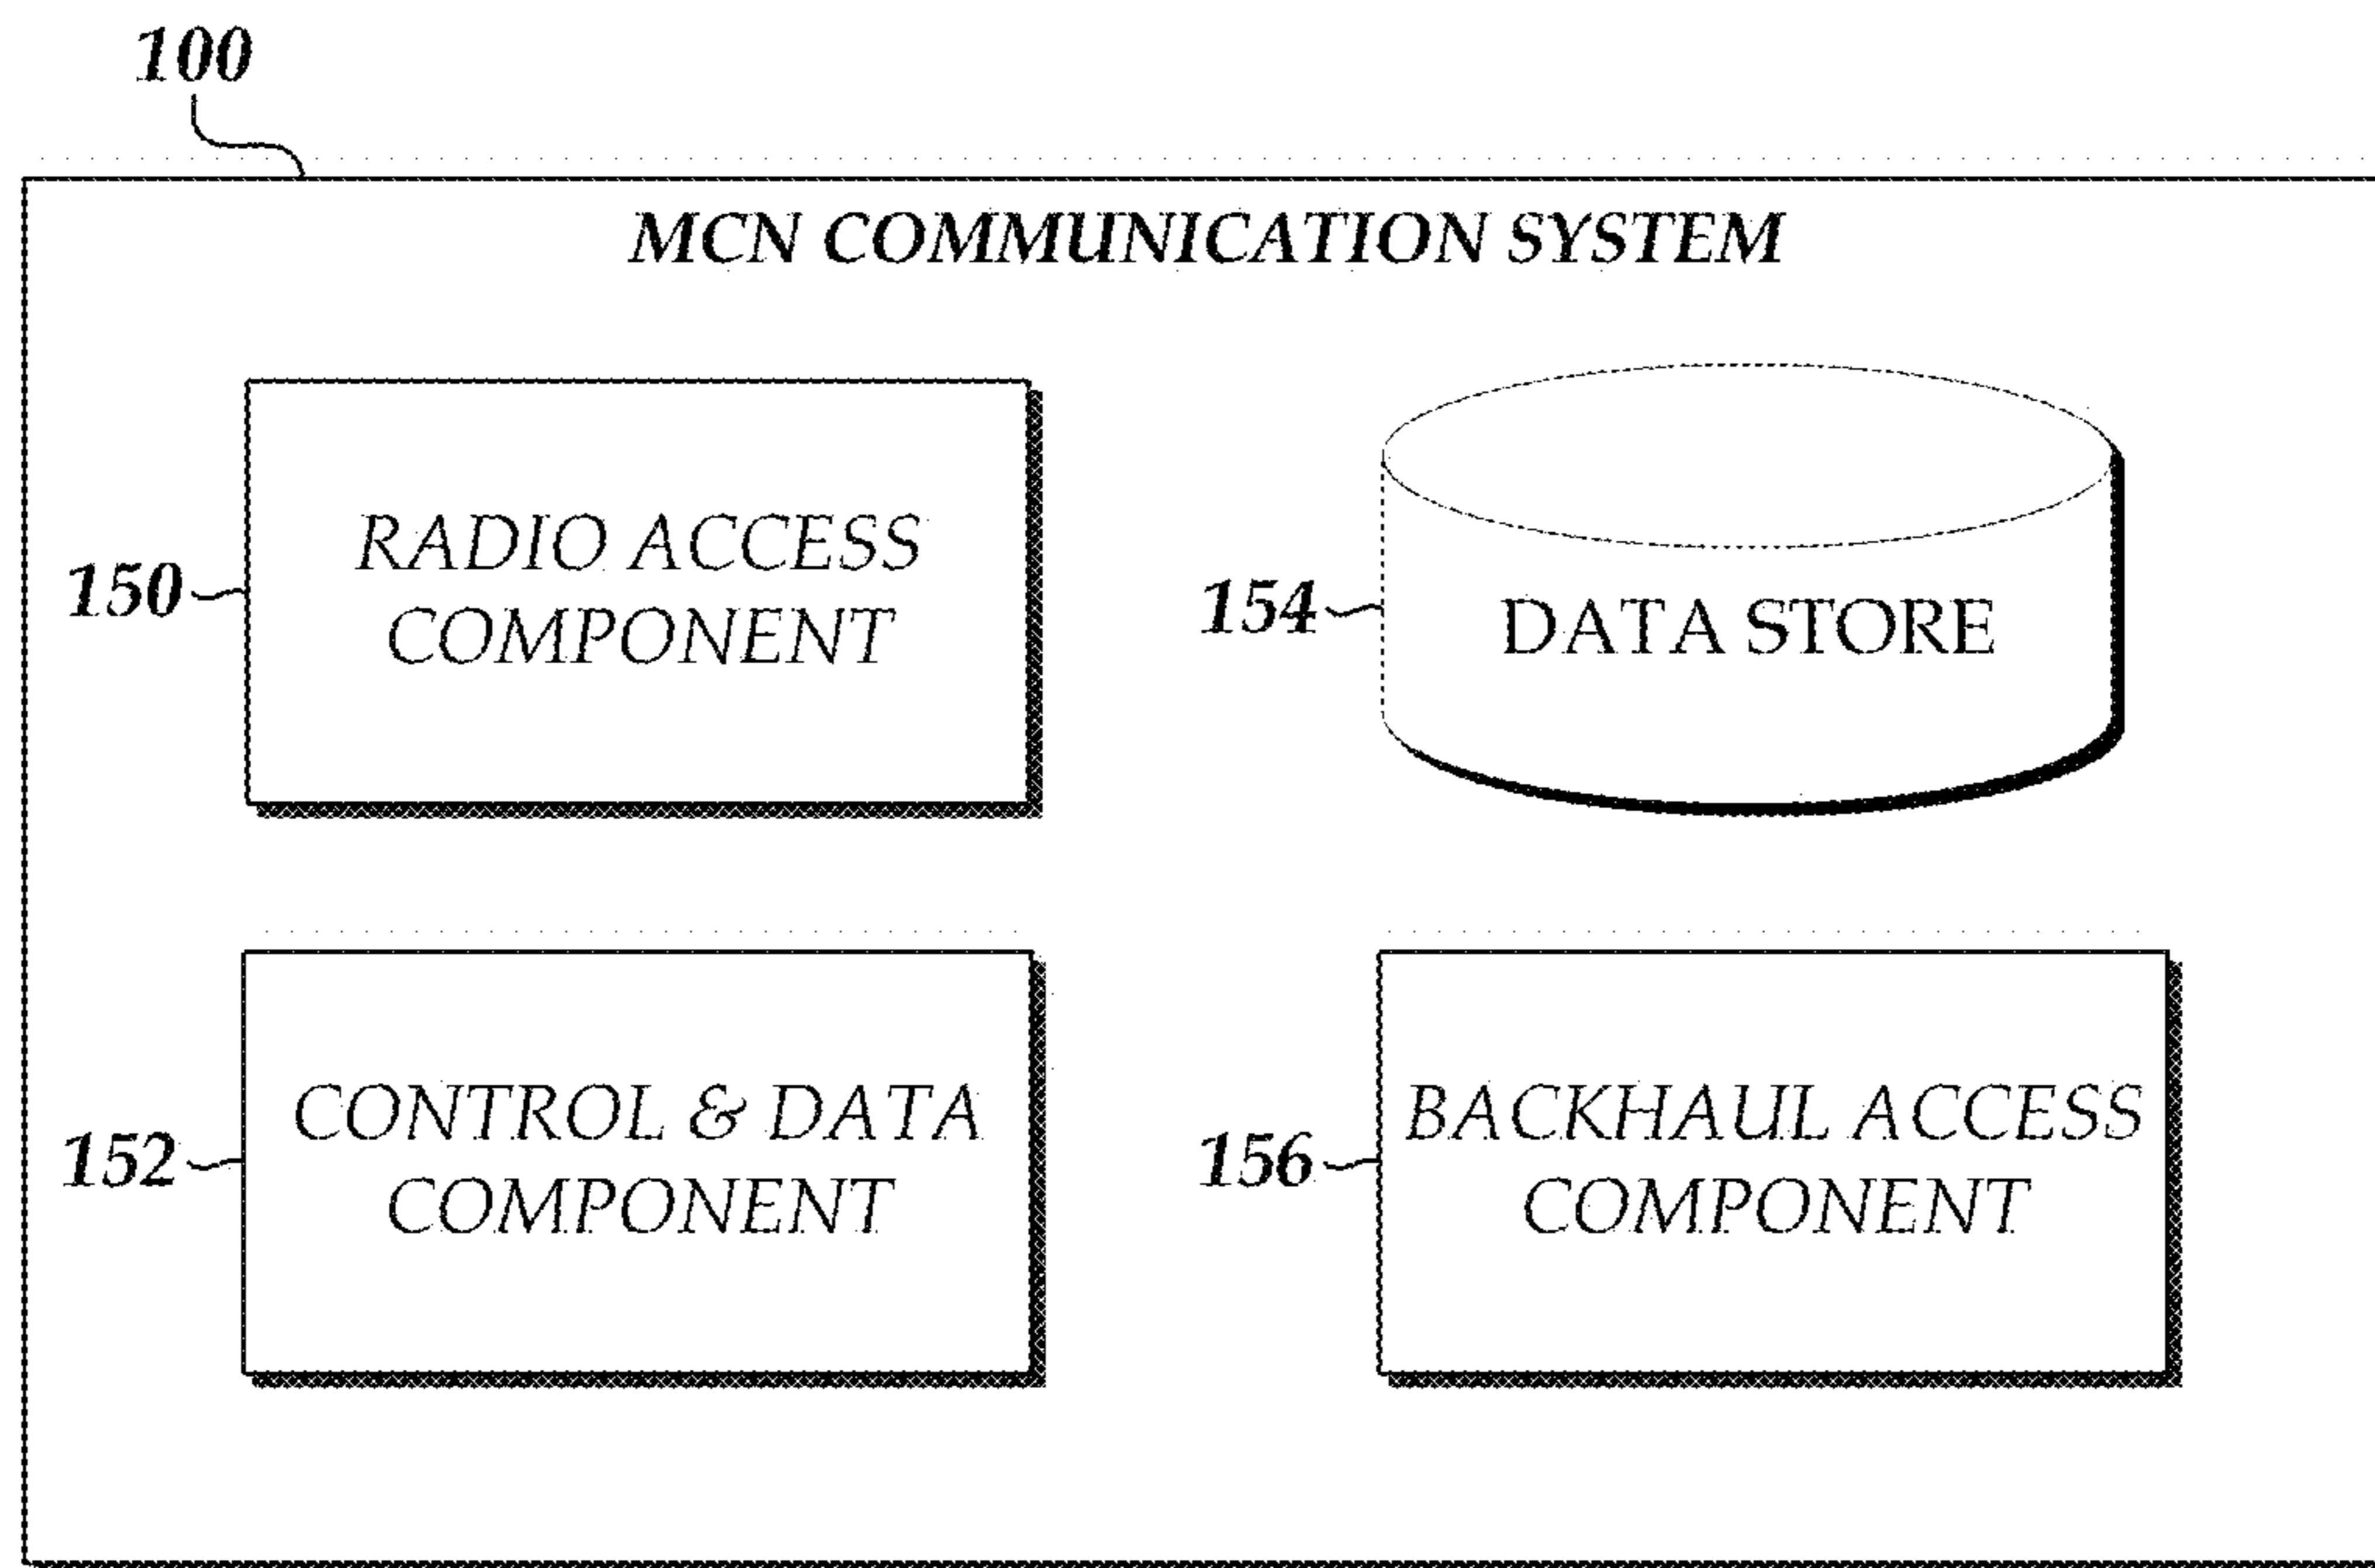 100
MCN COMMUNICATION SYSTEM
150
RADIO ACCESS
COMPONENT
154
DATA STORE
152
CONTROL & DATA
COMPONENT
156
BACKHAUL ACCESS
COMPONENT